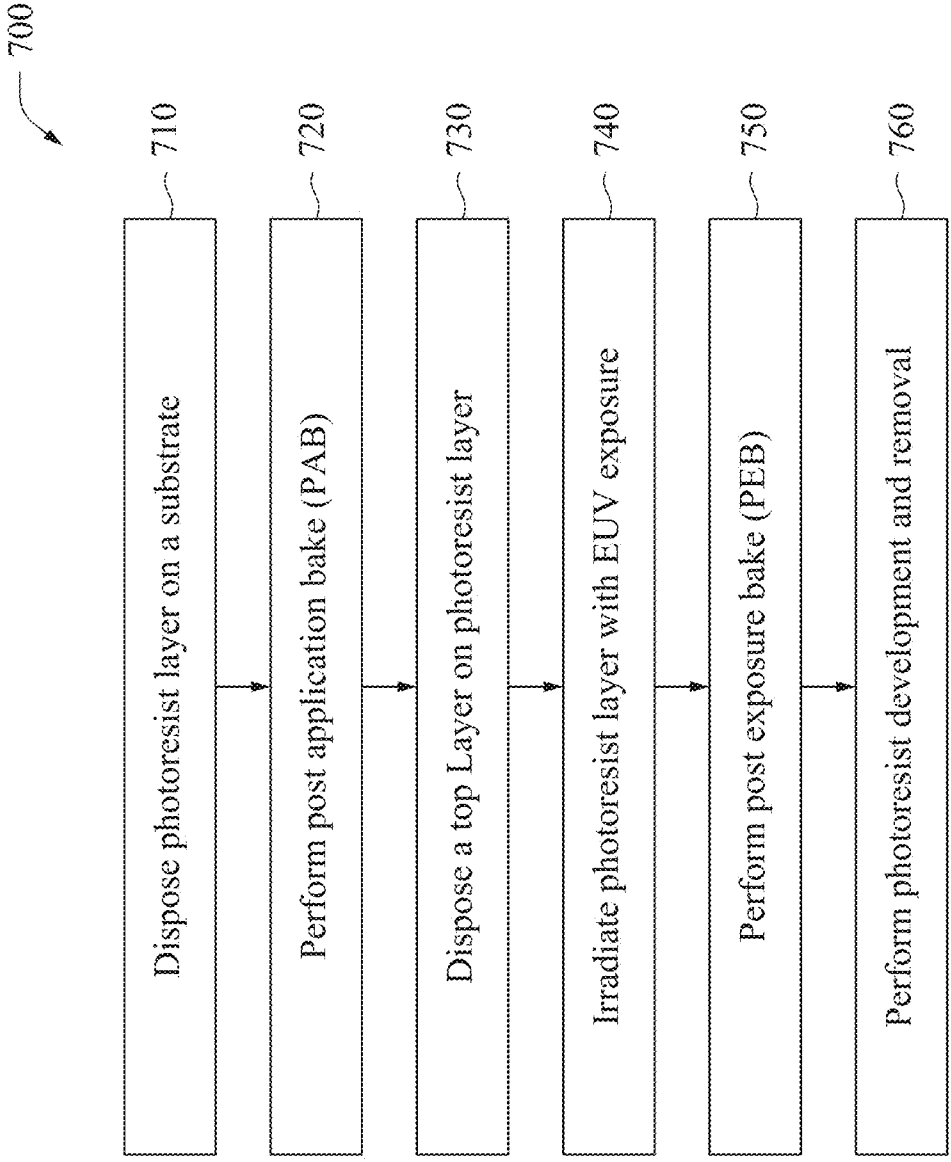 700
Dispose photoresist layer on a substrate
710
Perform post application bake (PAB)
720
Dispose a top Layer on photoresist layer
730
Irradiate photoresist layer with EUV exposure
740
Perform post exposure bake (PEB)
750
Perform photoresist development and removal
760